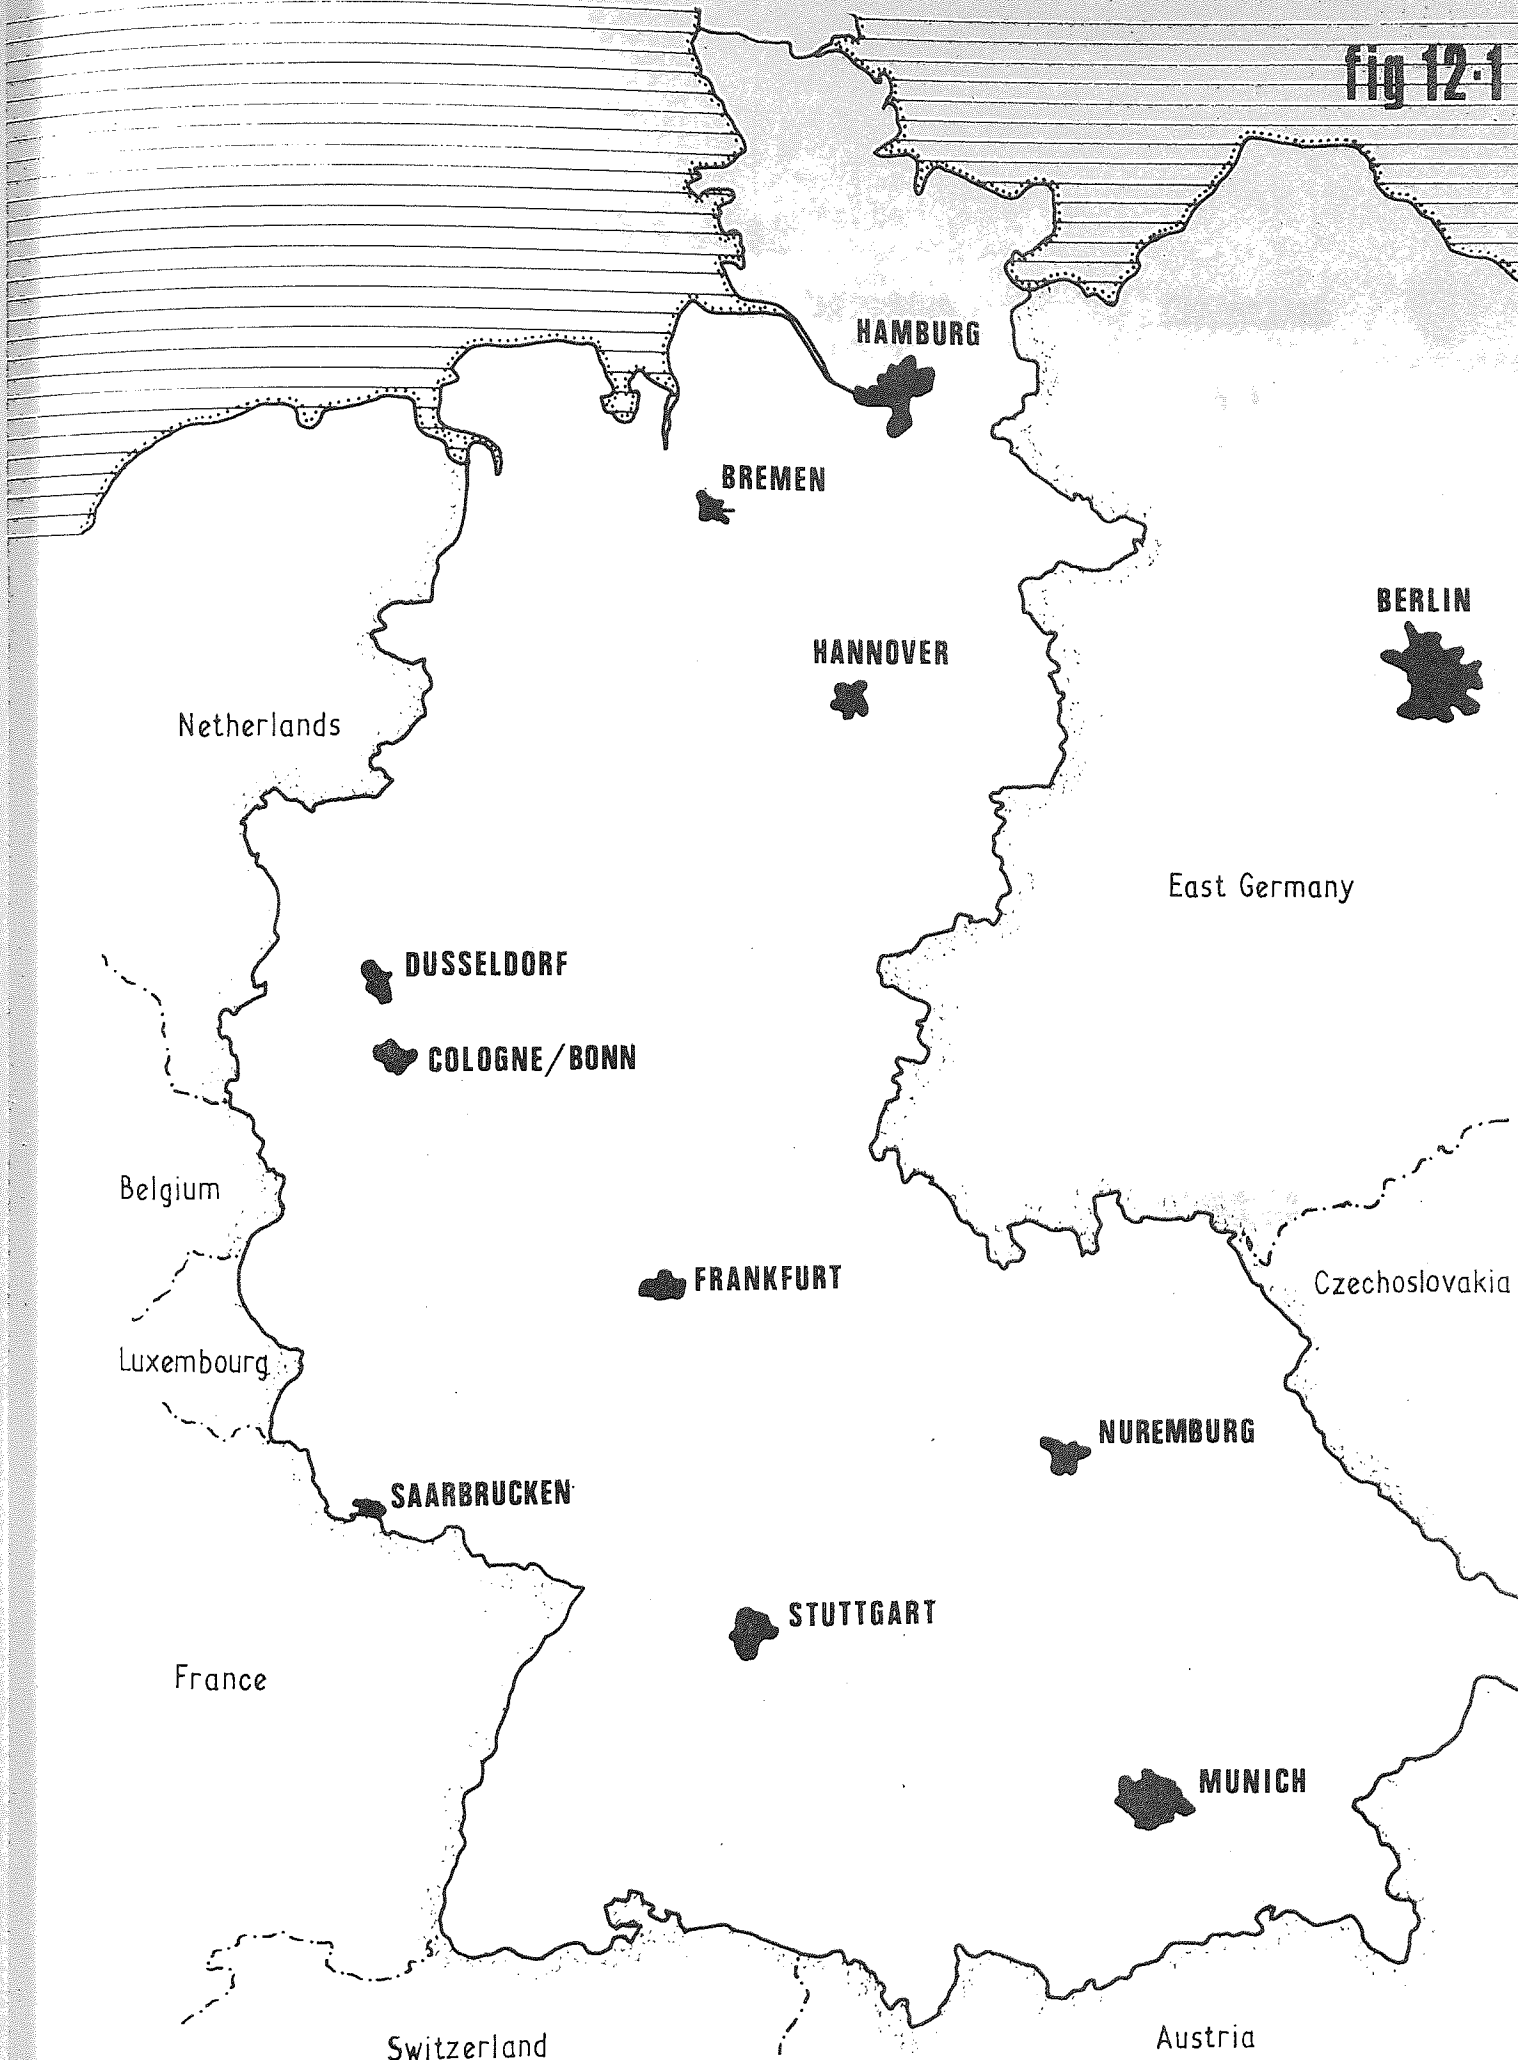 fig 12·1
HAMBURG
BREMEN
BERLIN
HANNOVER
Netherlands
East Germany
DUSSELDORF
COLOGNE/BONN
Belgium
FRANKFURT
Czechoslovakia
Luxembourg
NUREMBURG
SAARBRUCKEN
STUTTGART
France
MUNICH
Switzerland
Austria